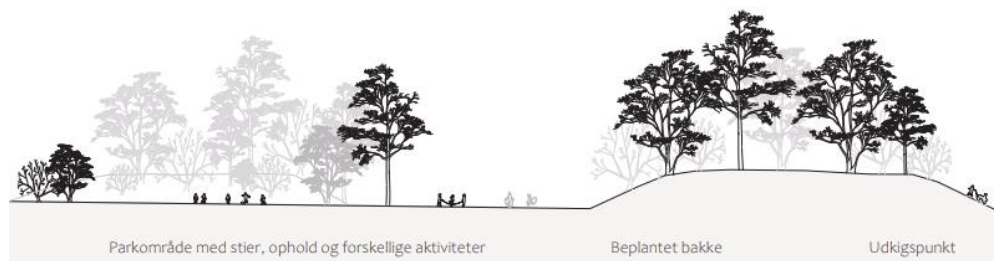 Parkområde med stier, ophold og forskellige aktiviteter
Beplantet bakke
Udkigspunkt